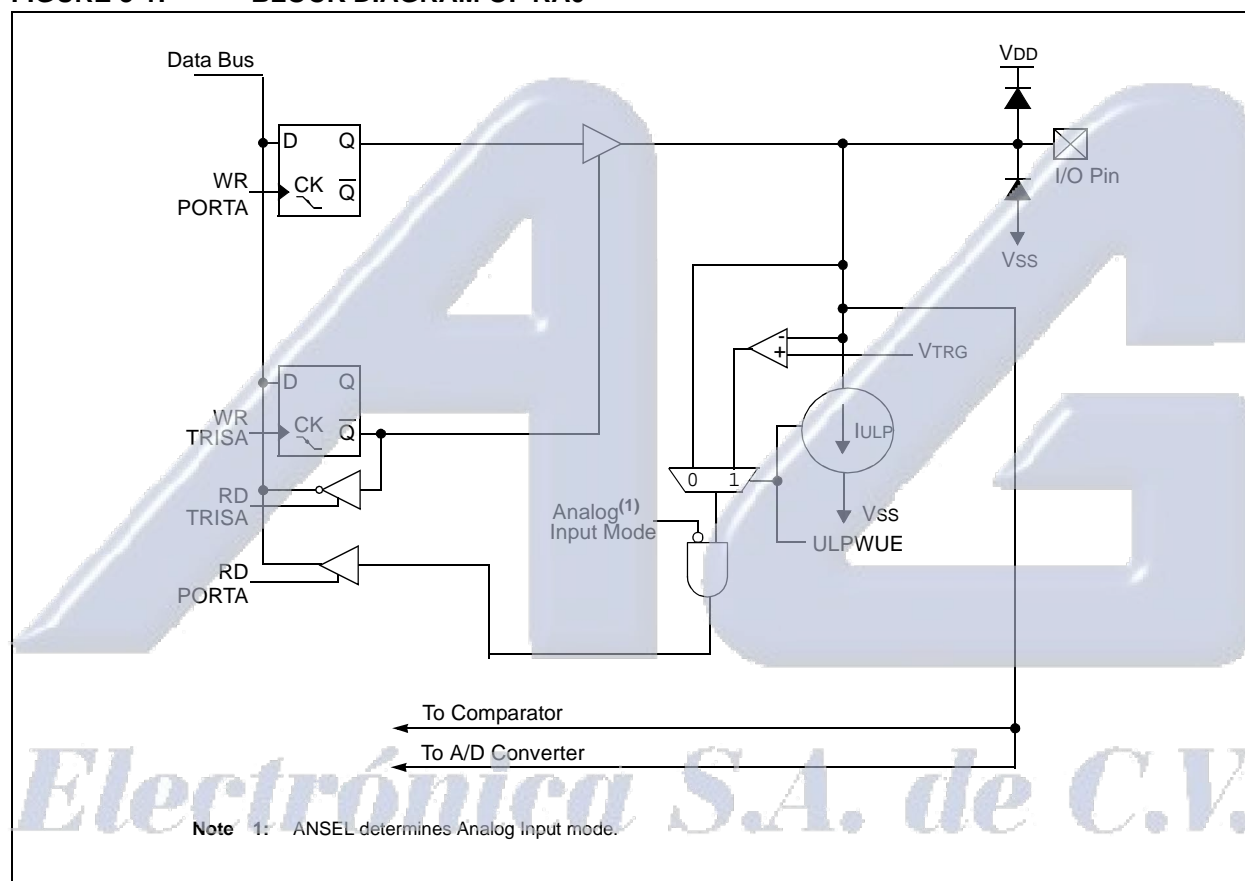 Data Bus
VDD
D Q
WR
PORTA
CK Q
I/O Pin
VSS
- 
+
VTRG
D Q
WR
TRISA
CK Q
IULP
0 1
RD
TRISA
Analog(1)
Input Mode
VSS
ULPWUE
RD
PORTA
To Comparator
To A/D Converter
Electrónica S.A. de C.V.
Note 1: ANSEL determines Analog Input mode.
AG